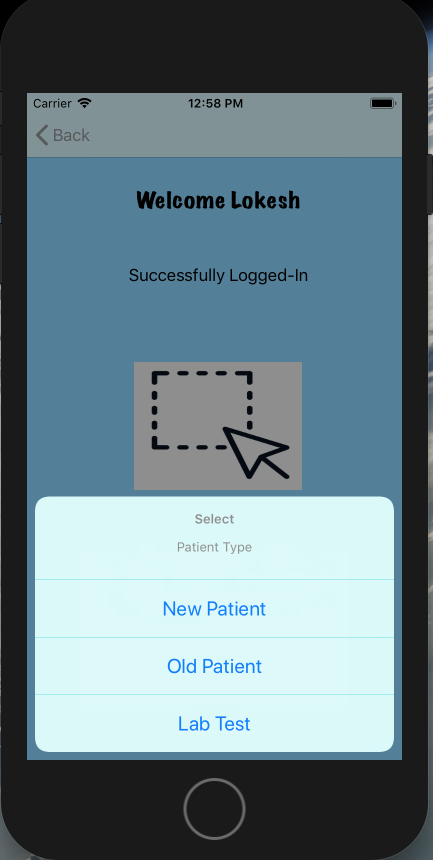 Carrier 12:58 PM
Back
Welcome Lokesh
Successfully Logged-In
Select
Patient Type
New Patient
Old Patient
Lab Test